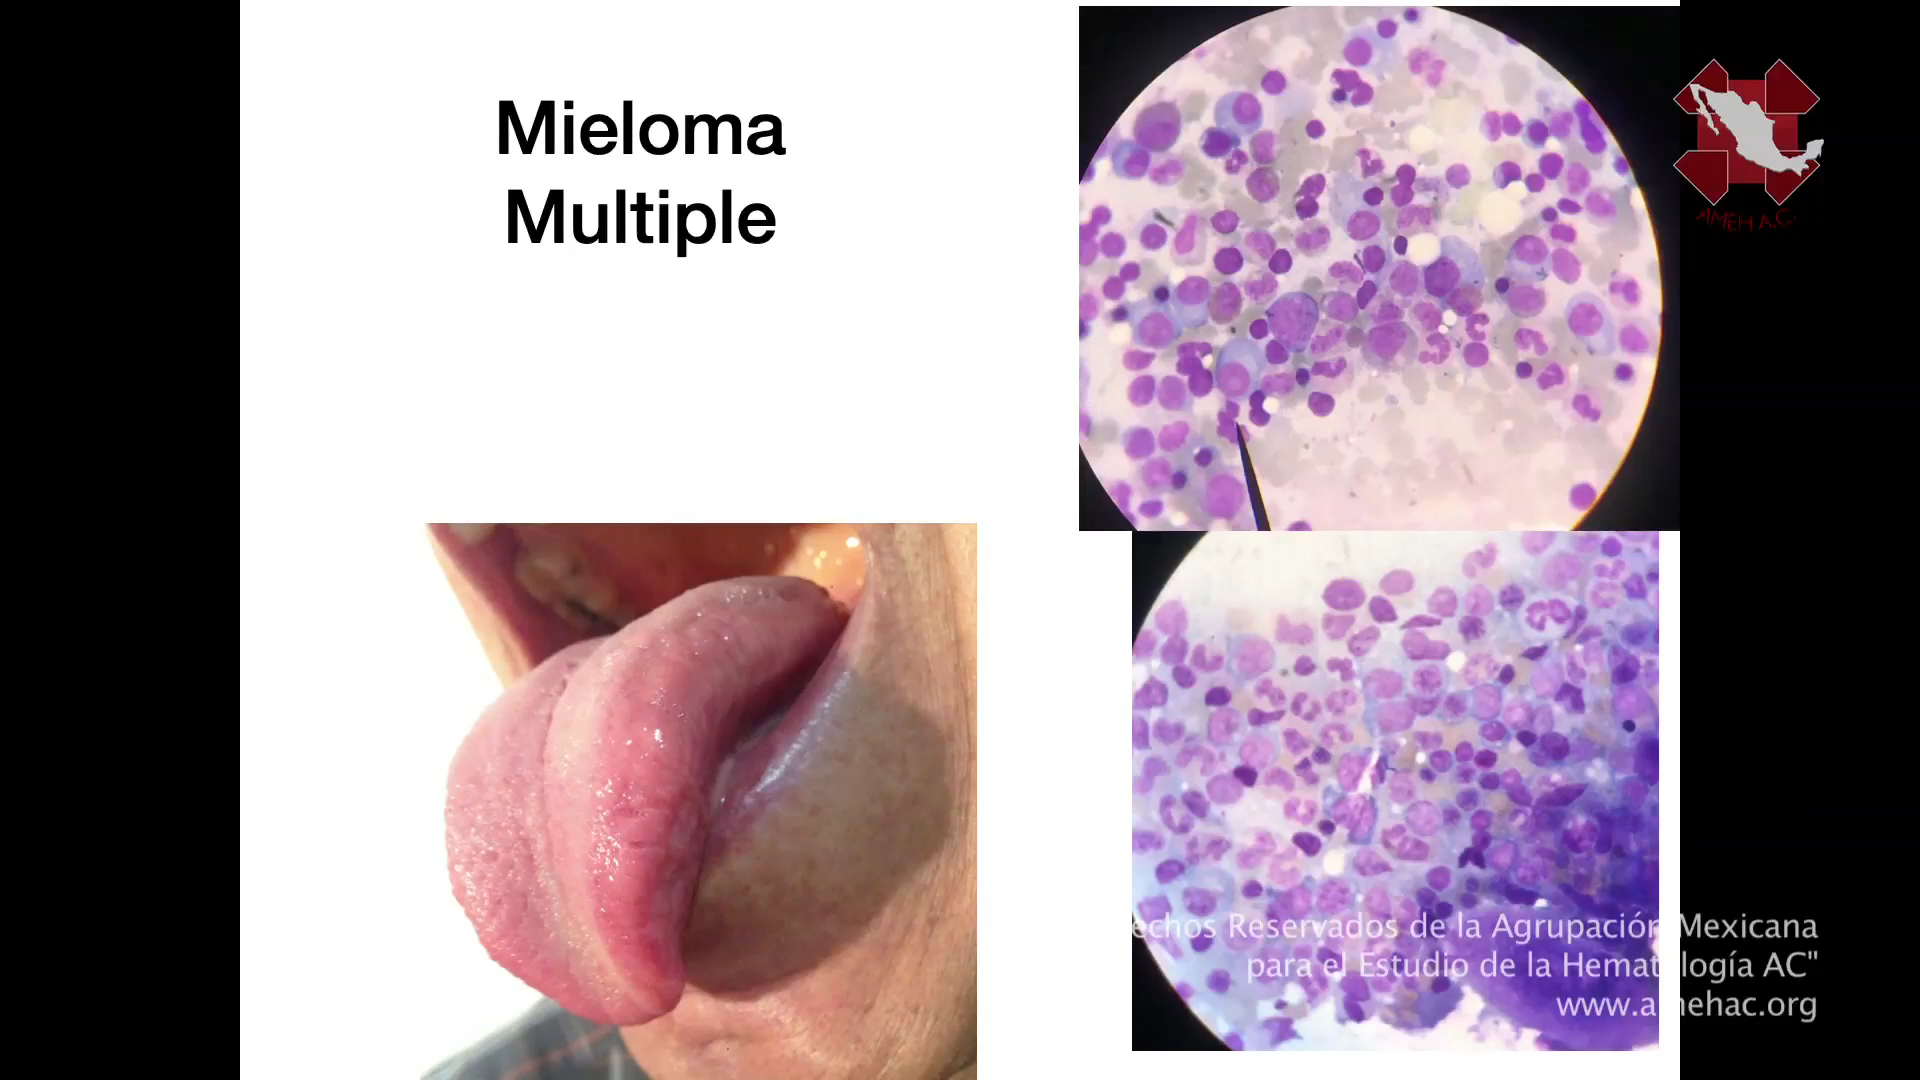 Mieloma
Multiple
AMEH A.C.
echos Reservados de la Agrupación Mexicana
para el Estudio de la Hematología AC"
www.amehac.org